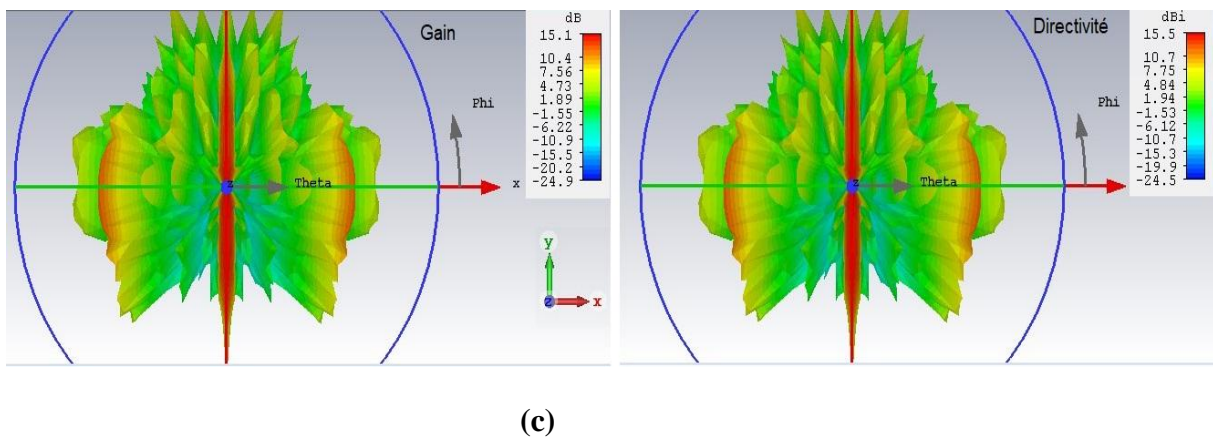 Gain
dB
15.1
10.4
7.56
4.73
1.89
-1.55
-6.22
-10.9
-15.5
-20.2
-24.9
Phi
z
Theta
x
y
z
x
Directivité
dBi
15.5
10.7
7.75
4.84
1.94
-1.53
-6.12
-10.7
-15.3
-19.9
-24.5
Phi
z
Theta
(c)